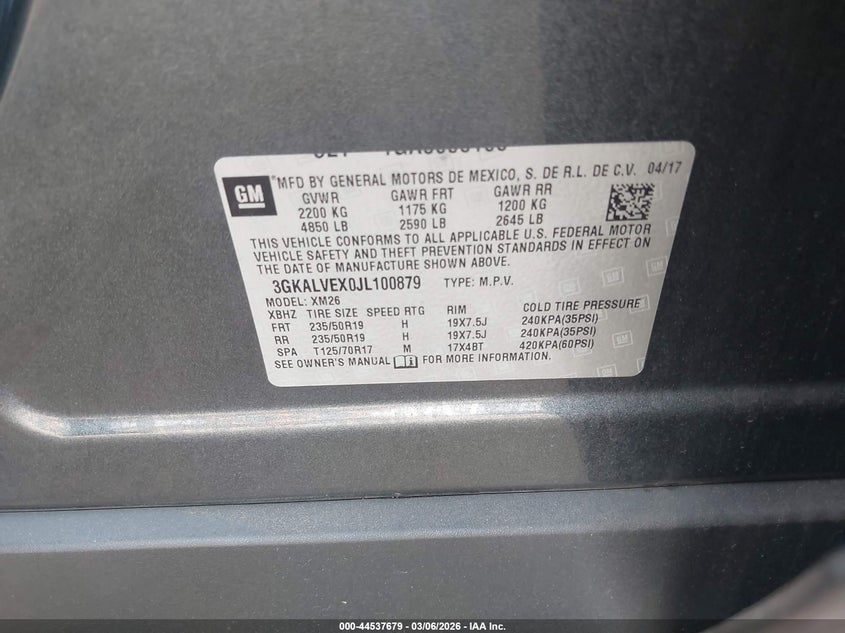 GM
MFD BY GENERAL MOTORS DE MEXICO, S. DE R.L. DE C.V. 04/17
GVWR GAWR FRT GAWR RR
2200 KG 1175 KG 1200 KG
4850 LB 2590 LB 2645 LB
THIS VEHICLE CONFORMS TO ALL APPLICABLE U.S. FEDERAL MOTOR
VEHICLE SAFETY AND THEFT PREVENTION STANDARDS IN EFFECT ON
THE DATE OF MANUFACTURE SHOWN ABOVE.
3GKALVEX0JL100879 TYPE: M.P.V.
MODEL: XM26
XBHZ TIRE SIZE SPEED RTG RIM COLD TIRE PRESSURE
FRT 235/50R19 H 19X7.5J 240KPA(35PSI)
RR 235/50R19 H 19X7.5J 240KPA(35PSI)
SPA T125/70R17 M 17X4BT 420KPA(60PSI)
SEE OWNER'S MANUAL FOR MORE INFORMATION.
000-44537679 — 03/06/2026 — IAA Inc.